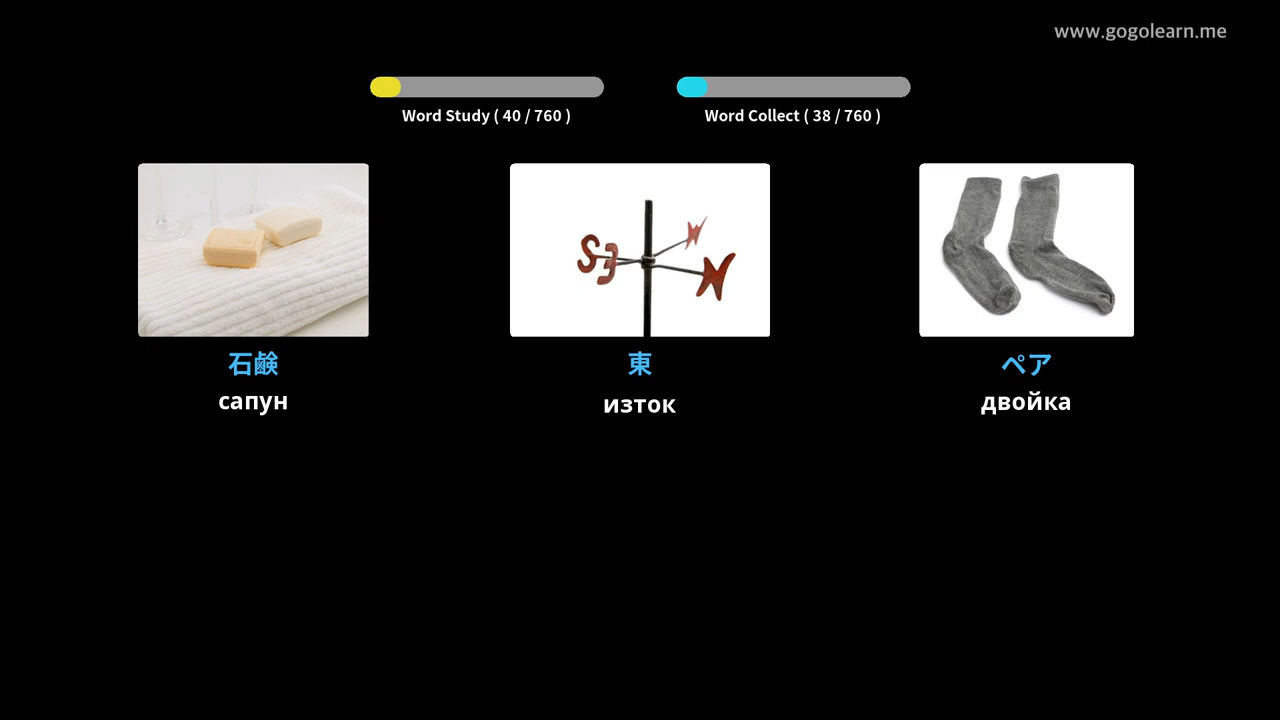 www.gogolearn.me
Word Study ( 40 / 760 )
Word Collect ( 38 / 760 )
S E N W
石鹸
東
ペア
сапун
изток
двойка